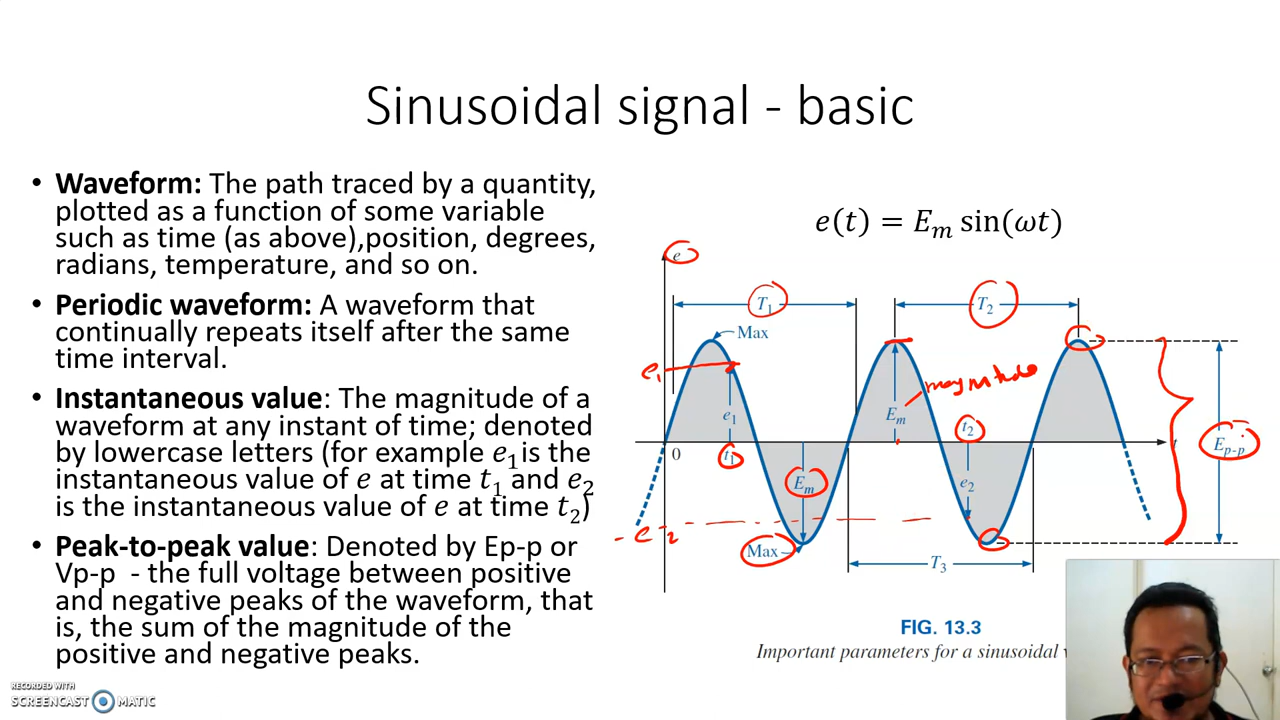 Sinusoidal signal - basic
• Waveform: The path traced by a quantity,
plotted as a function of some variable
such as time (as above),position, degrees,
radians, temperature, and so on.
• Periodic waveform: A waveform that
continually repeats itself after the same
time interval.
• Instantaneous value: The magnitude of a
waveform at any instant of time; denoted
by lowercase letters (for example e₁ is the
instantaneous value of e at time t₁ and e₂
is the instantaneous value of e at time t₂)
• Peak-to-peak value: Denoted by Ep-p or
Vp-p - the full voltage between positive
and negative peaks of the waveform, that
is, the sum of the magnitude of the
positive and negative peaks.
e(t) = Eₘ sin(ωt)
e
T₁
T₂
Max
e₁
magnitude
e₁
Eₘ
t₂
0
t₁
t
Eₚ₋ₚ
Eₘ
e₂
- e₂
Max
T₃
FIG. 13.3
Important parameters for a sinusoidal
RECORDED WITH
SCREENCAST MATIC